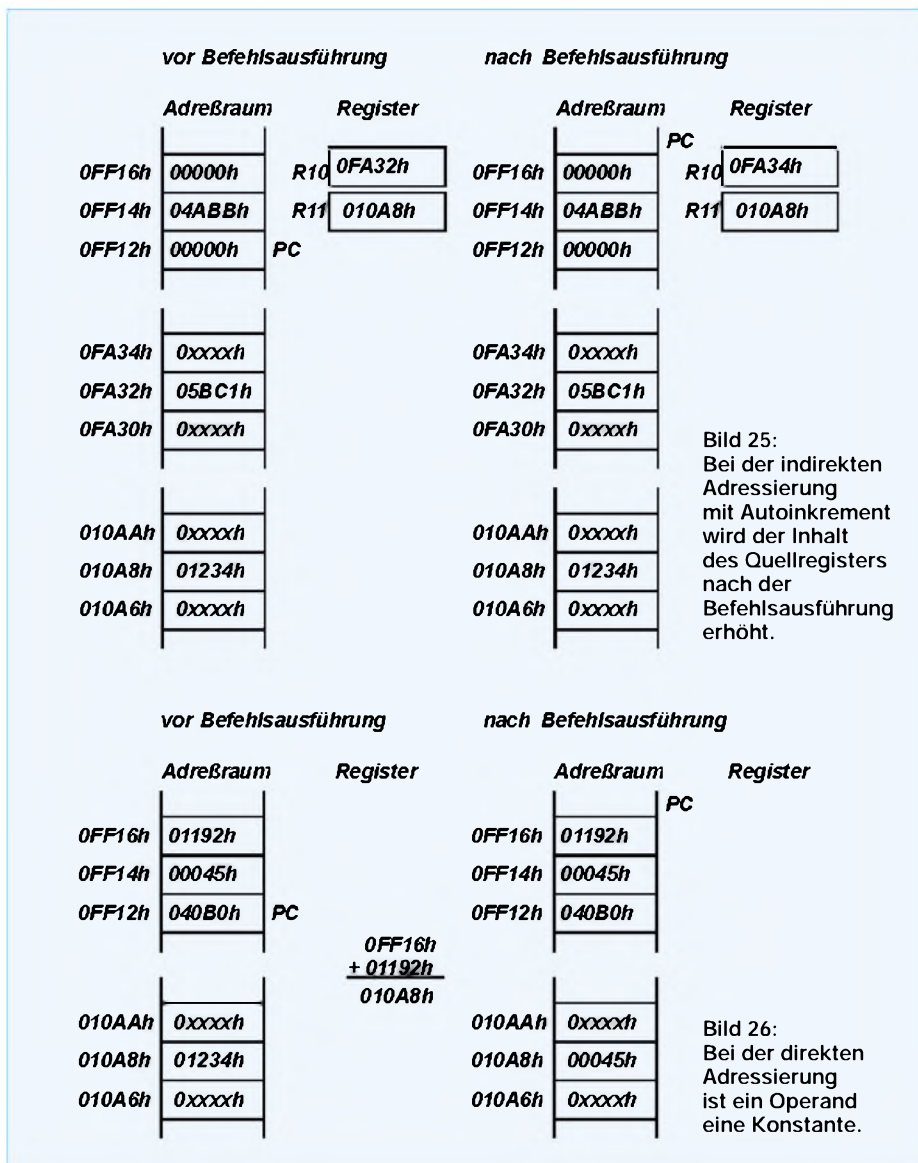 vor Befehlsausführung nach Befehlsausführung
Adreßraum Register Adreßraum Register
PC
0FF16h 00000h R10 0FA32h 0FF16h 00000h R10 0FA34h
0FF14h 04ABBh R11 010A8h 0FF14h 04ABBh R11 010A8h
0FF12h 00000h PC 0FF12h 00000h
0FA34h 0xxxxh 0FA34h 0xxxxh
0FA32h 05BC1h 0FA32h 05BC1h
0FA30h 0xxxxh 0FA30h 0xxxxh
010AAh 0xxxxh 010AAh 0xxxxh
010A8h 01234h 010A8h 01234h
010A6h 0xxxxh 010A6h 0xxxxh
Bild 25:
Bei der indirekten
Adressierung
mit Autoinkrement
wird der Inhalt
des Quellregisters
nach der
Befehlsausführung
erhöht.
vor Befehlsausführung nach Befehlsausführung
Adreßraum Register Adreßraum Register
PC
0FF16h 01192h 0FF16h 01192h
0FF14h 00045h 0FF14h 00045h
0FF12h 040B0h PC 0FF12h 040B0h
0FF16h
+ 01192h
010A8h
010AAh 0xxxxh 010AAh 0xxxxh
010A8h 01234h 010A8h 00045h
010A6h 0xxxxh 010A6h 0xxxxh
Bild 26:
Bei der direkten
Adressierung
ist ein Operand
eine Konstante.